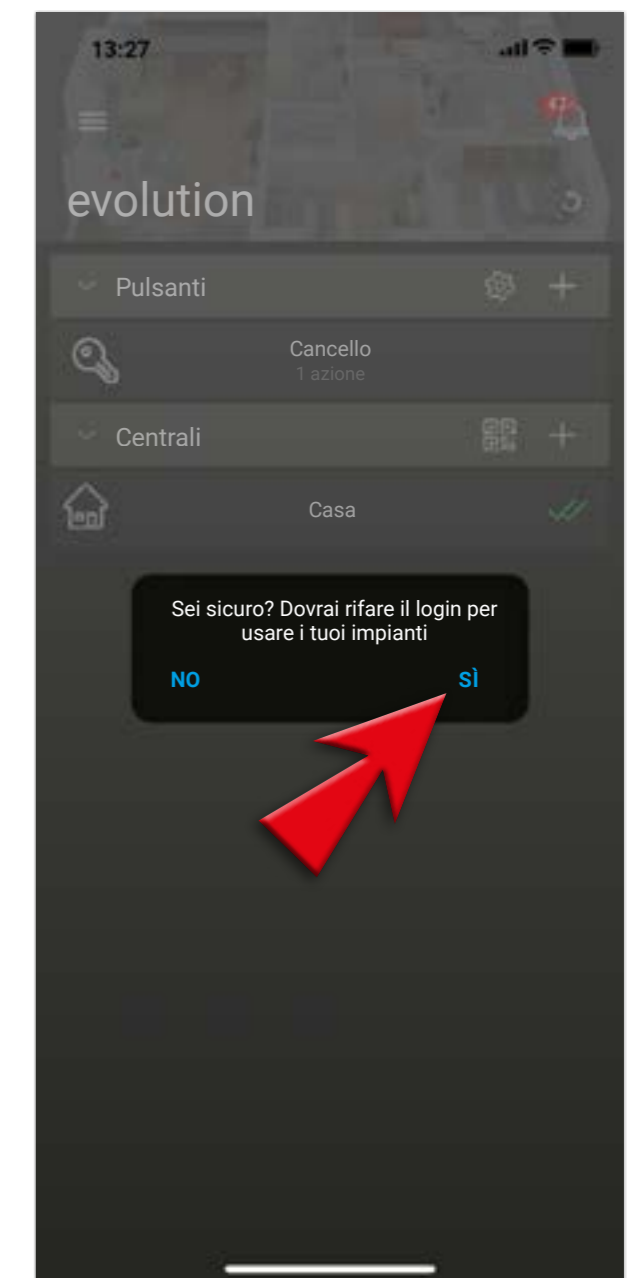 13:27
47
evolution
Pulsanti
Cancello
1 azione
Centrali
Casa
Sei sicuro? Dovrai rifare il login per
usare i tuoi impianti
NO
SÌ